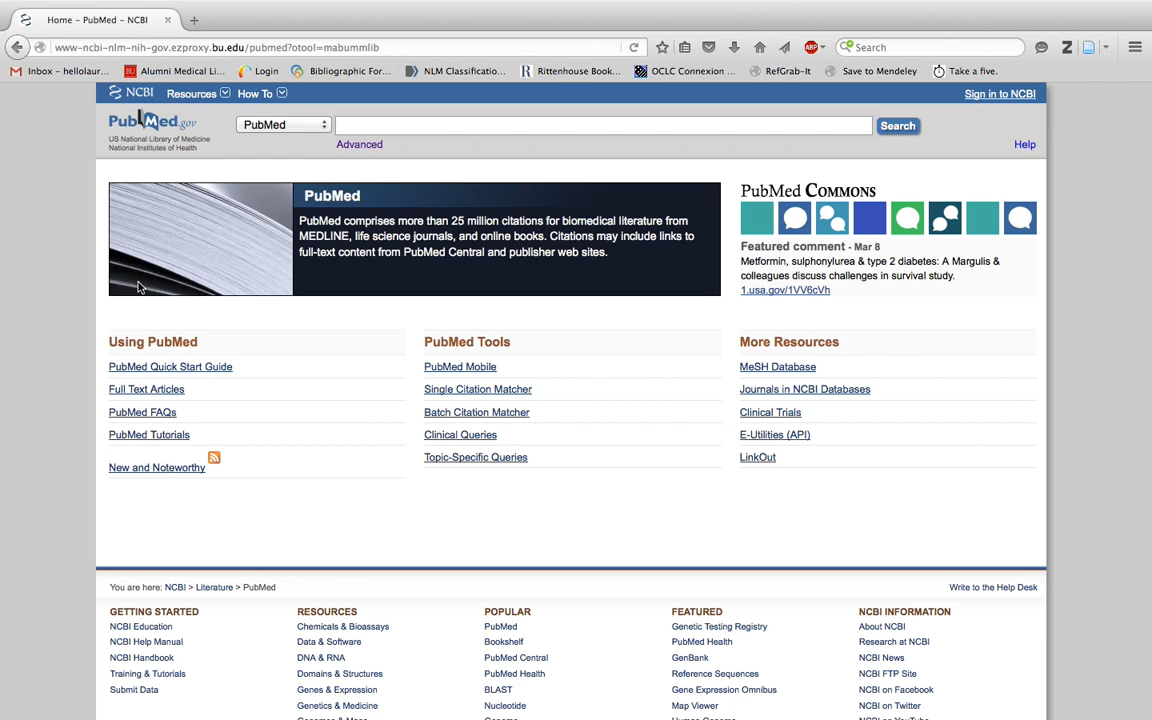 Home – PubMed – NCBI
www-ncbi-nlm-nih-gov.ezproxy.bu.edu/pubmed?otool=mabummlib
ABP
Search
Z
Inbox - hellolaur...
BU Alumni Medical Li...
Login
Bibliographic For...
NLM Classificatio...
R Rittenhouse Book...
OCLC Connexion ...
RefGrab-It
Save to Mendeley
Take a five.
NCBI Resources How To
Sign in to NCBI
PubMed.gov
US National Library of Medicine
National Institutes of Health
PubMed
Search
Advanced
Help
PubMed
PubMed comprises more than 25 million citations for biomedical literature from
MEDLINE, life science journals, and online books. Citations may include links to
full-text content from PubMed Central and publisher web sites.
PubMed COMMONS
Featured comment - Mar 8
Metformin, sulphonylurea & type 2 diabetes: A Margulis &
colleagues discuss challenges in survival study.
1.usa.gov/1VV6cVh
Using PubMed
PubMed Quick Start Guide
Full Text Articles
PubMed FAQs
PubMed Tutorials
New and Noteworthy
PubMed Tools
PubMed Mobile
Single Citation Matcher
Batch Citation Matcher
Clinical Queries
Topic-Specific Queries
More Resources
MeSH Database
Journals in NCBI Databases
Clinical Trials
E-Utilities (API)
LinkOut
You are here: NCBI > Literature > PubMed
Write to the Help Desk
GETTING STARTED
NCBI Education
NCBI Help Manual
NCBI Handbook
Training & Tutorials
Submit Data
RESOURCES
Chemicals & Bioassays
Data & Software
DNA & RNA
Domains & Structures
Genes & Expression
Genetics & Medicine
Genomes & Maps
POPULAR
PubMed
Bookshelf
PubMed Central
PubMed Health
BLAST
Nucleotide
Genome
FEATURED
Genetic Testing Registry
PubMed Health
GenBank
Reference Sequences
Gene Expression Omnibus
Map Viewer
Human Genome
NCBI INFORMATION
About NCBI
Research at NCBI
NCBI News
NCBI FTP Site
NCBI on Facebook
NCBI on Twitter
NCBI on YouTube